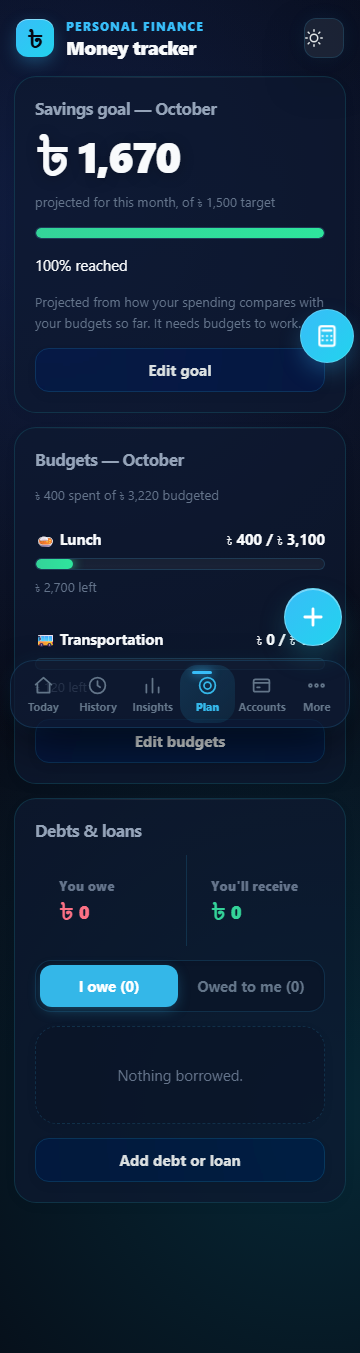 ৳
PERSONAL FINANCE
Money tracker
Savings goal — October
৳ 1,670
projected for this month, of ৳ 1,500 target
100% reached
Projected from how your spending compares with
your budgets so far. It needs budgets to work.
Edit goal
Budgets — October
৳ 400 spent of ৳ 3,220 budgeted
Lunch ৳ 400 / ৳ 3,100
৳ 2,700 left
Transportation ৳ 0 / ৳
20 left
Today History Insights Plan Accounts More
Edit budgets
Debts & loans
You owe You'll receive
৳ 0 ৳ 0
I owe (0) Owed to me (0)
Nothing borrowed.
Add debt or loan